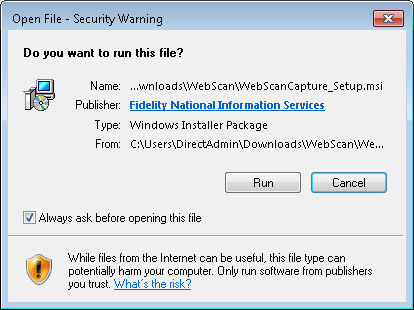 Open File - Security Warning
Do you want to run this file?
Name: ...wnloads\WebScan\WebScanCapture_Setup.msi
Publisher: Fidelity National Information Services
Type: Windows Installer Package
From: C:\Users\DirectAdmin\Downloads\WebScan\We...
Run Cancel
Always ask before opening this file
While files from the Internet can be useful, this file type can
potentially harm your computer. Only run software from publishers
you trust. What's the risk?